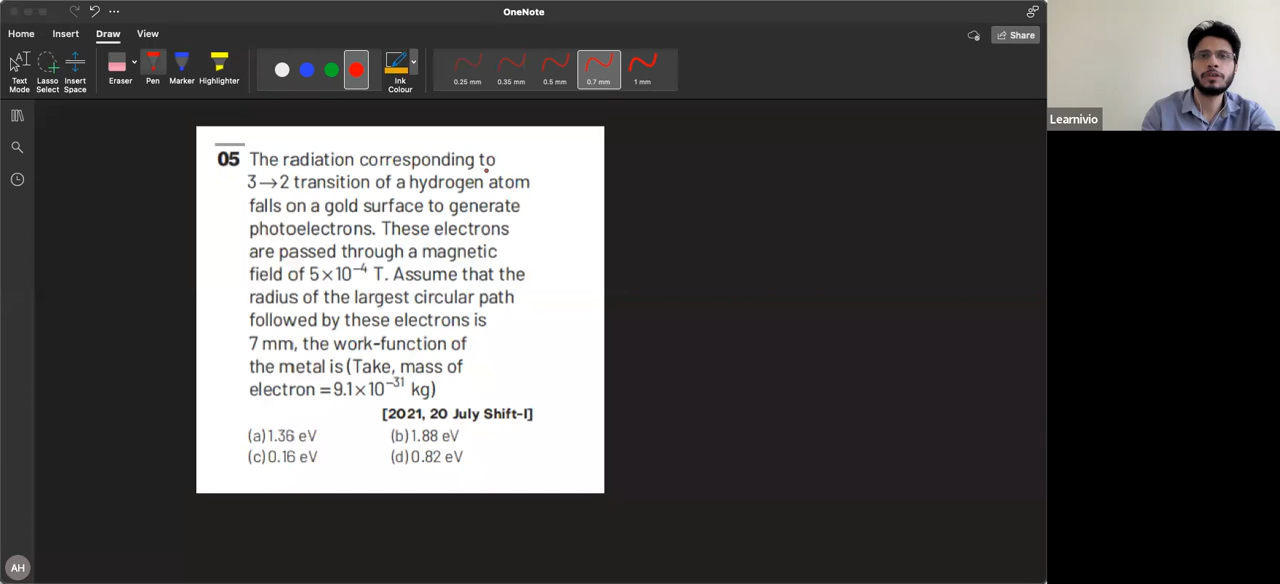 OneNote
Home Insert Draw View
Share
Text Mode
Lasso Select
Insert Space
Eraser
Pen
Marker
Highlighter
Ink Colour
0.25 mm
0.35 mm
0.5 mm
0.7 mm
1 mm
Learnivio
05 The radiation corresponding to
3→2 transition of a hydrogen atom
falls on a gold surface to generate
photoelectrons. These electrons
are passed through a magnetic
field of 5×10⁻⁴ T. Assume that the
radius of the largest circular path
followed by these electrons is
7 mm, the work-function of
the metal is (Take, mass of
electron = 9.1×10⁻³¹ kg)
[2021, 20 July Shift-I]
(a) 1.36 eV (b) 1.88 eV
(c) 0.16 eV (d) 0.82 eV
AH